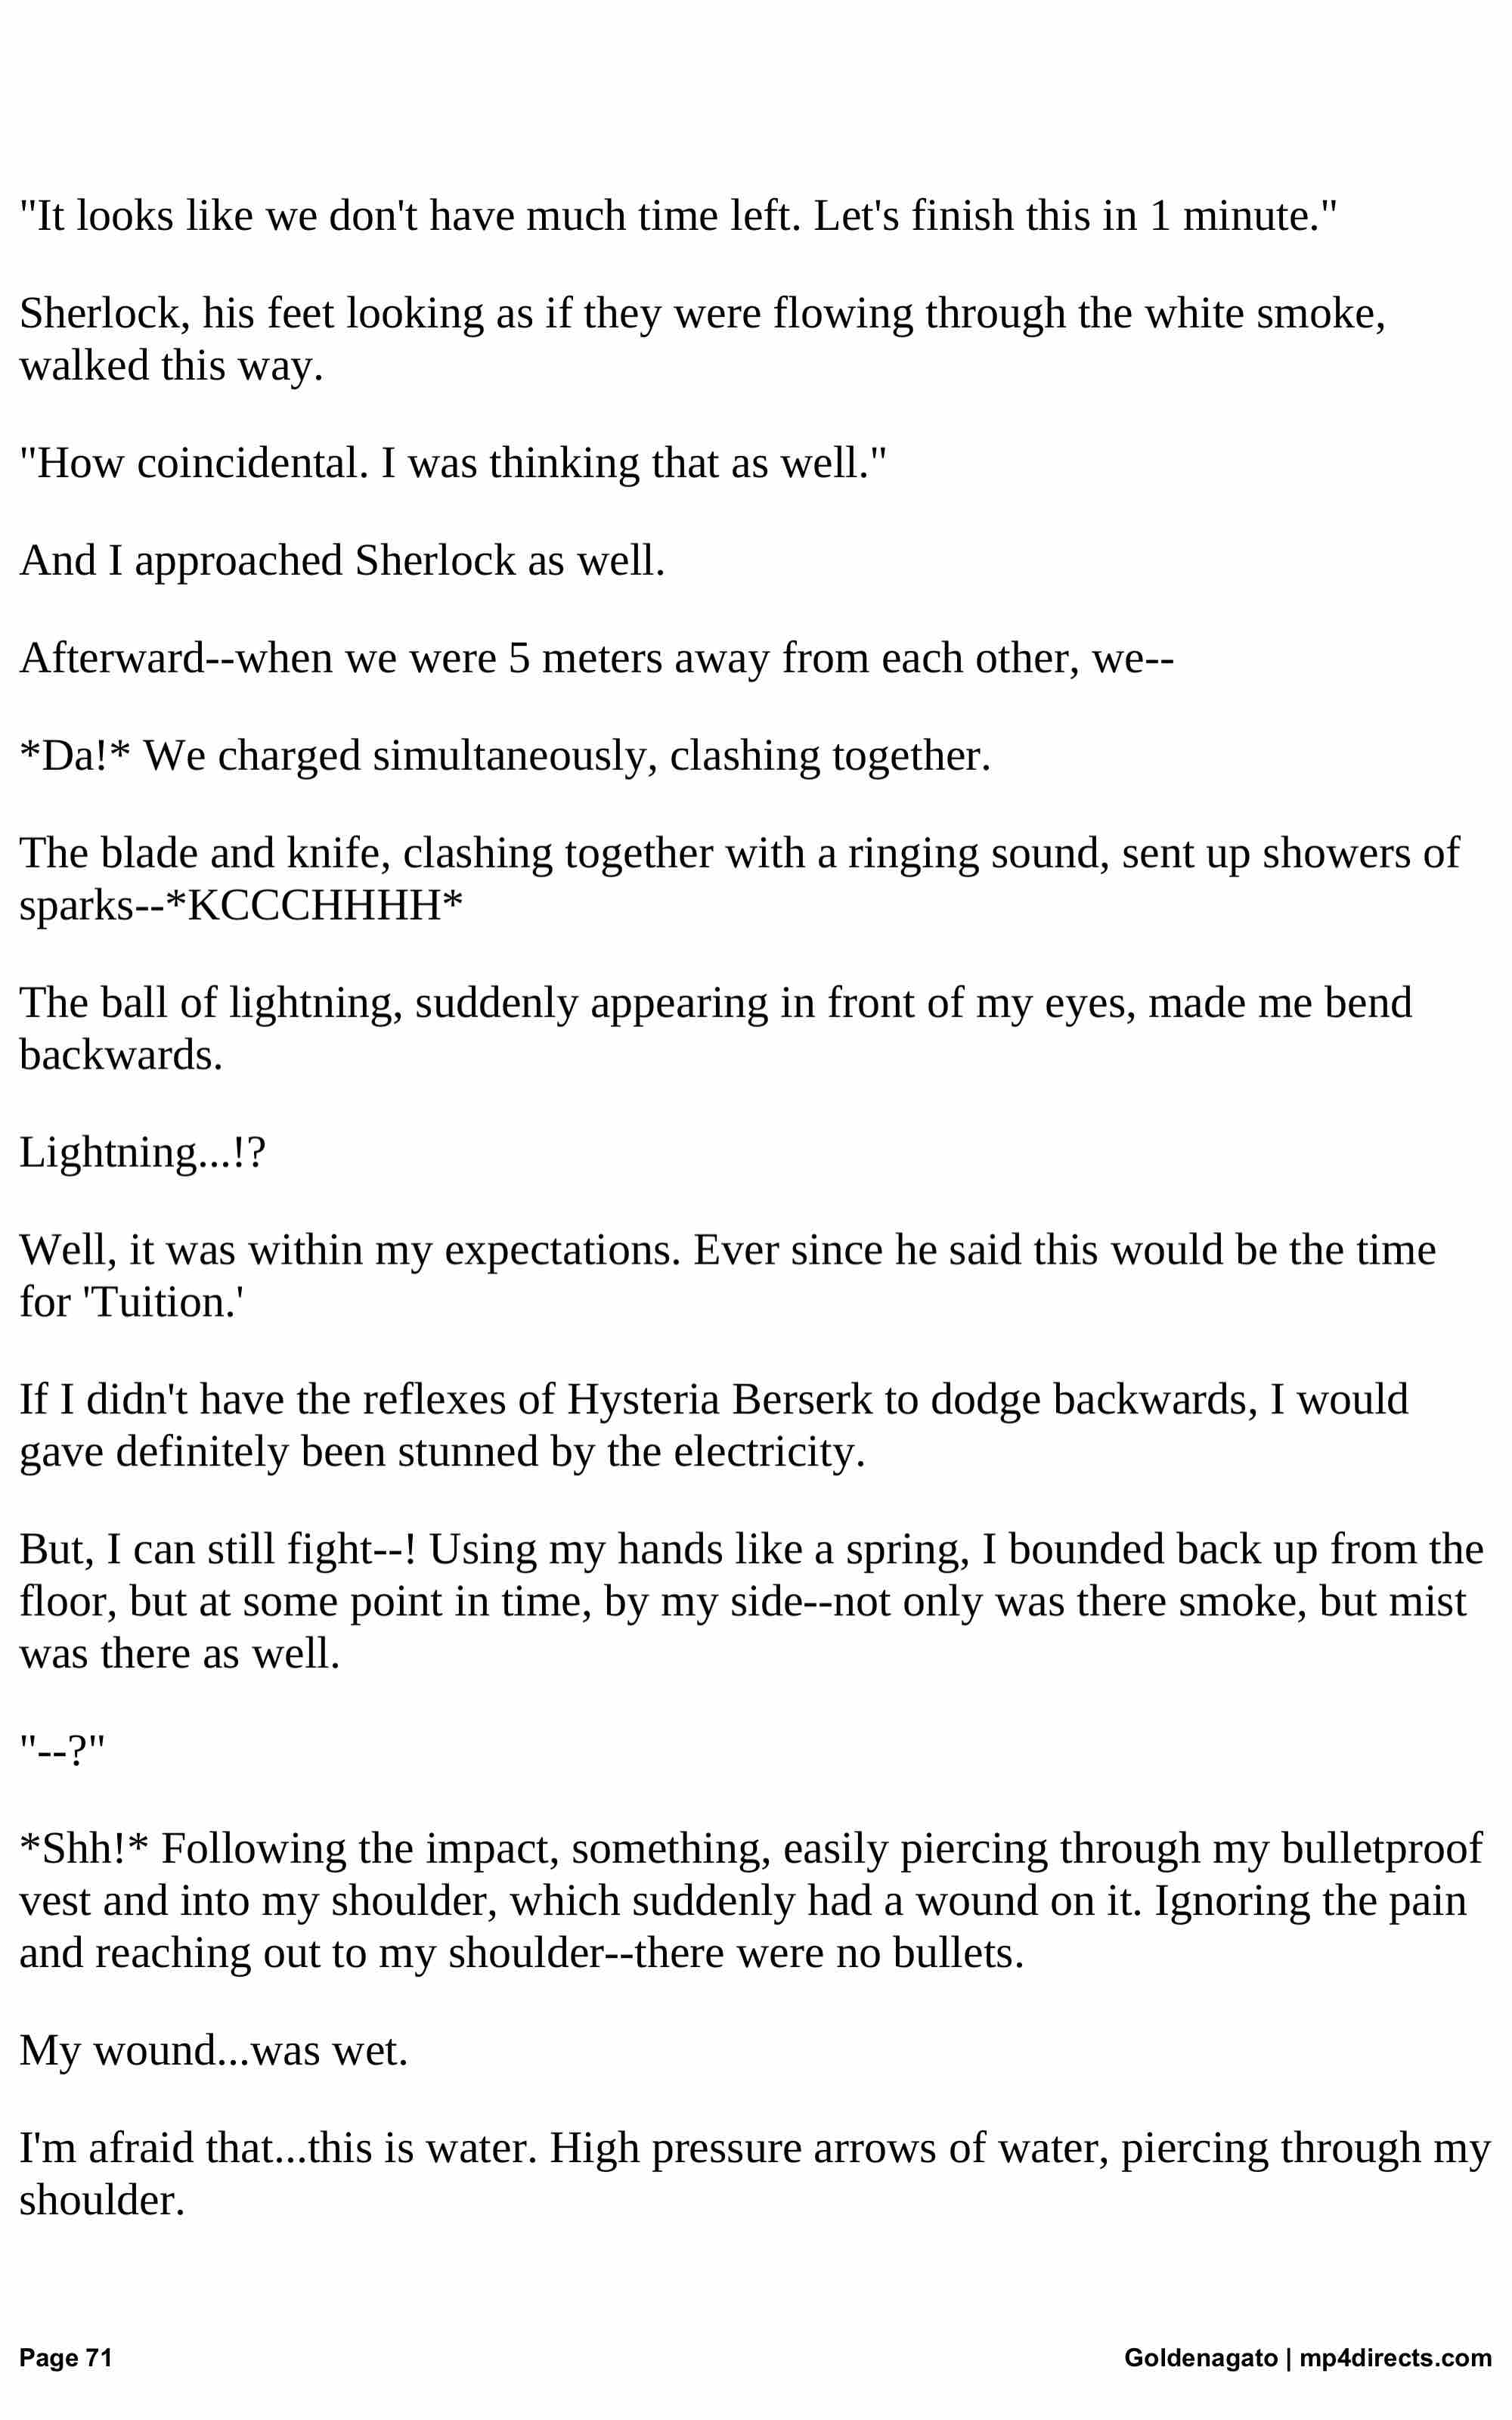 "It looks like we don't have much time left. Let's finish this in 1 minute."
Sherlock, his feet looking as if they were flowing through the white smoke,
walked this way.
"How coincidental. I was thinking that as well."
And I approached Sherlock as well.
Afterward--when we were 5 meters away from each other, we--
*Da!* We charged simultaneously, clashing together.
The blade and knife, clashing together with a ringing sound, sent up showers of
sparks--*KCCCHHHH*
The ball of lightning, suddenly appearing in front of my eyes, made me bend
backwards.
Lightning...!?
Well, it was within my expectations. Ever since he said this would be the time
for 'Tuition.'
If I didn't have the reflexes of Hysteria Berserk to dodge backwards, I would
gave definitely been stunned by the electricity.
But, I can still fight--! Using my hands like a spring, I bounded back up from the
floor, but at some point in time, by my side--not only was there smoke, but mist
was there as well.
"--?"
*Shh!* Following the impact, something, easily piercing through my bulletproof
vest and into my shoulder, which suddenly had a wound on it. Ignoring the pain
and reaching out to my shoulder--there were no bullets.
My wound...was wet.
I'm afraid that...this is water. High pressure arrows of water, piercing through my
shoulder.
Page 71
Goldenagato | mp4directs.com